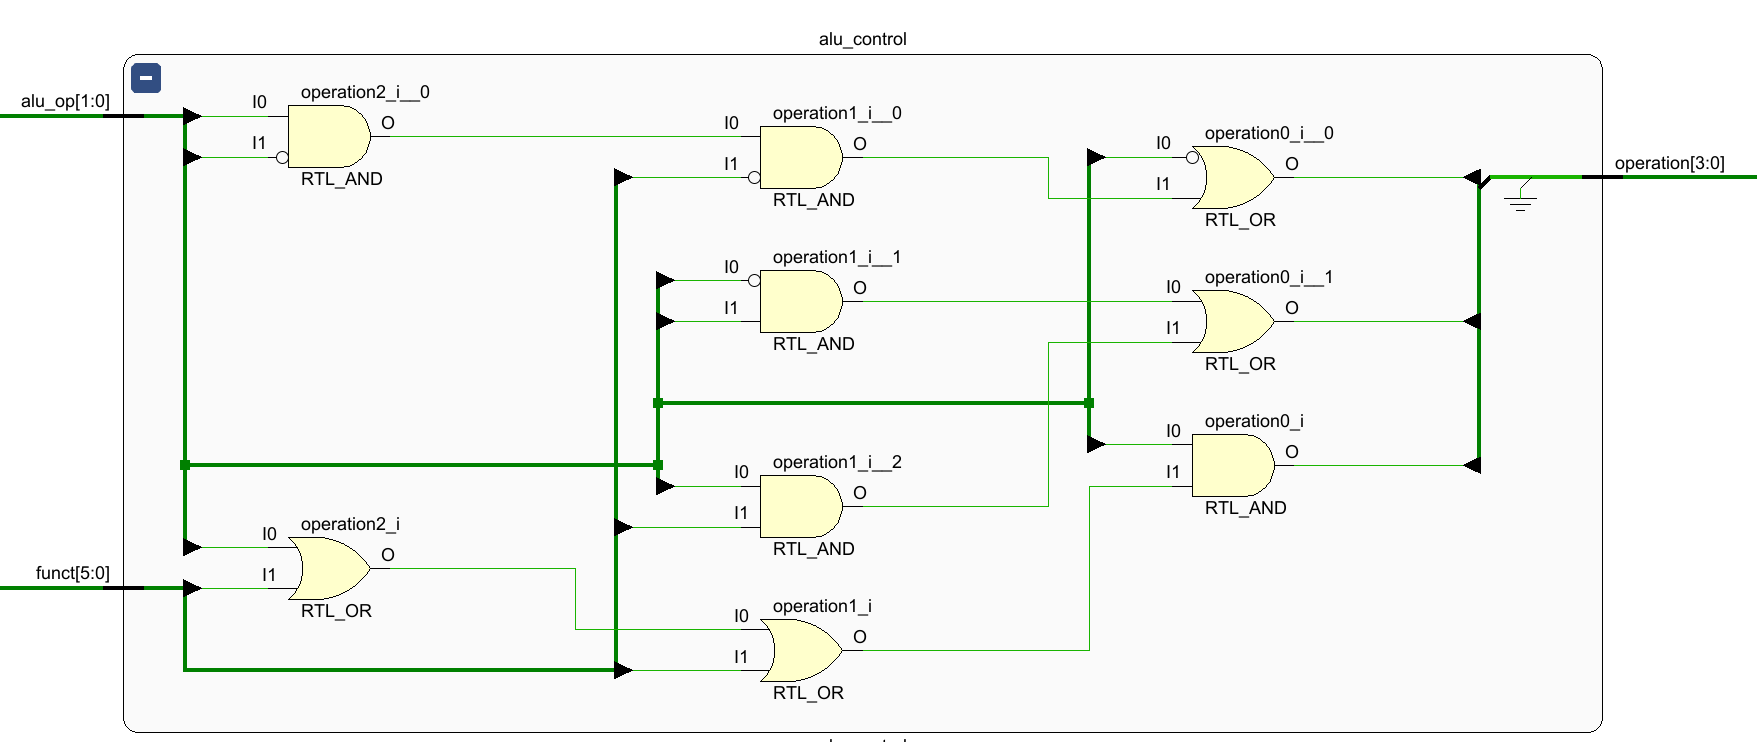 alu_control
alu_op[1:0]
I0
I1
operation2_i__0
O
RTL_AND
I0
I1
operation1_i__0
O
RTL_AND
I0
I1
operation0_i__0
O
RTL_OR
operation[3:0]
I0
I1
operation1_i__1
O
RTL_AND
I0
I1
operation0_i__1
O
RTL_OR
I0
I1
operation0_i
O
RTL_AND
I0
I1
operation1_i__2
O
RTL_AND
funct[5:0]
I0
I1
operation2_i
O
RTL_OR
I0
I1
operation1_i
O
RTL_OR